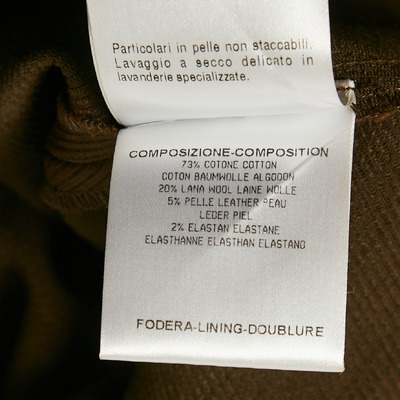 Particolari in pelle non staccabili.
Lavaggio a secco delicato in
lavanderie specializzate.
COMPOSIZIONE-COMPOSITION
73% COTONE COTTON
COTON BAUMWOLLE ALGODON
20% LANA WOOL LAINE WOLLE
5% PELLE LEATHER PEAU
LEDER PIEL
2% ELASTAN ELASTANE
ELASTHANNE ELASTHAN ELASTANO
FODERA-LINING-DOUBLURE